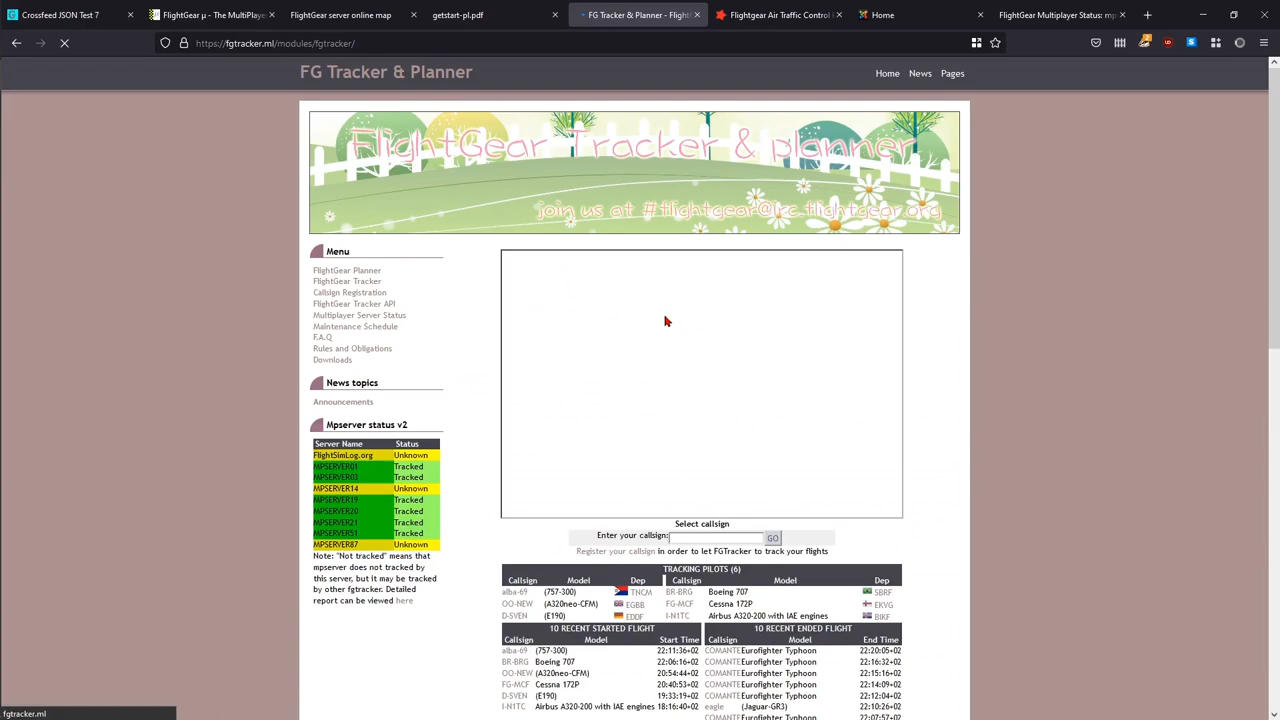 Crossfeed JSON Test 7
FlightGear µ - The MultiPlaye
FlightGear server online map
getstart-pl.pdf
FG Tracker & Planner - Flight
Flightgear Air Traffic Control
Home
FlightGear Multiplayer Status: mp
https://fgtracker.ml/modules/fgtracker/
FG Tracker & Planner
Home News Pages
FlightGear Tracker & planner
join us at #flightgear@irc.flightgear.org
Menu
FlightGear Planner
FlightGear Tracker
Callsign Registration
FlightGear Tracker API
Multiplayer Server Status
Maintenance Schedule
F.A.Q
Rules and Obligations
Downloads
News topics
Announcements
Mpserver status v2
Server Name Status
FlightSimLog.org Unknown
MPSERVER01 Tracked
MPSERVER03 Tracked
MPSERVER14 Unknown
MPSERVER19 Tracked
MPSERVER20 Tracked
MPSERVER21 Tracked
MPSERVER51 Tracked
MPSERVER87 Unknown
Note: "Not tracked" means that
mpserver does not tracked by
this server, but it may be tracked
by other fgtracker. Detailed
report can be viewed here
Select callsign
Enter your callsign: GO
Register your callsign in order to let FGTracker to track your flights
TRACKING PILOTS (6)
Callsign Model Dep Callsign Model Dep
alba-69 (757-300) TNCM BR-BRG Boeing 707 SBRF
OO-NEW (A320neo-CFM) EGBB FG-MCF Cessna 172P EKVG
D-SVEN (E190) EDDF I-N1TC Airbus A320-200 with IAE engines BIKF
10 RECENT STARTED FLIGHT
Callsign Model Start Time
alba-69 (757-300) 22:11:36+02
BR-BRG Boeing 707 22:06:16+02
OO-NEW (A320neo-CFM) 20:54:44+02
FG-MCF Cessna 172P 20:40:53+02
D-SVEN (E190) 19:33:19+02
I-N1TC Airbus A320-200 with IAE engines 18:16:40+02
10 RECENT ENDED FLIGHT
Callsign Model End Time
COMANTE Eurofighter Typhoon 22:20:05+02
COMANTE Eurofighter Typhoon 22:16:32+02
COMANTE Eurofighter Typhoon 22:15:16+02
COMANTE Eurofighter Typhoon 22:14:09+02
COMANTE Eurofighter Typhoon 22:12:04+02
eagle (Jaguar-GR3) 22:10:26+02
COMANTE Eurofighter Typhoon 22:07:57+02
fgtracker.ml